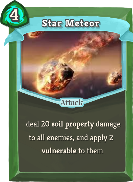 4
Star Meteor
Attack
deal 20 soil property damage
to all enemies, and apply 2
vulnerable to them